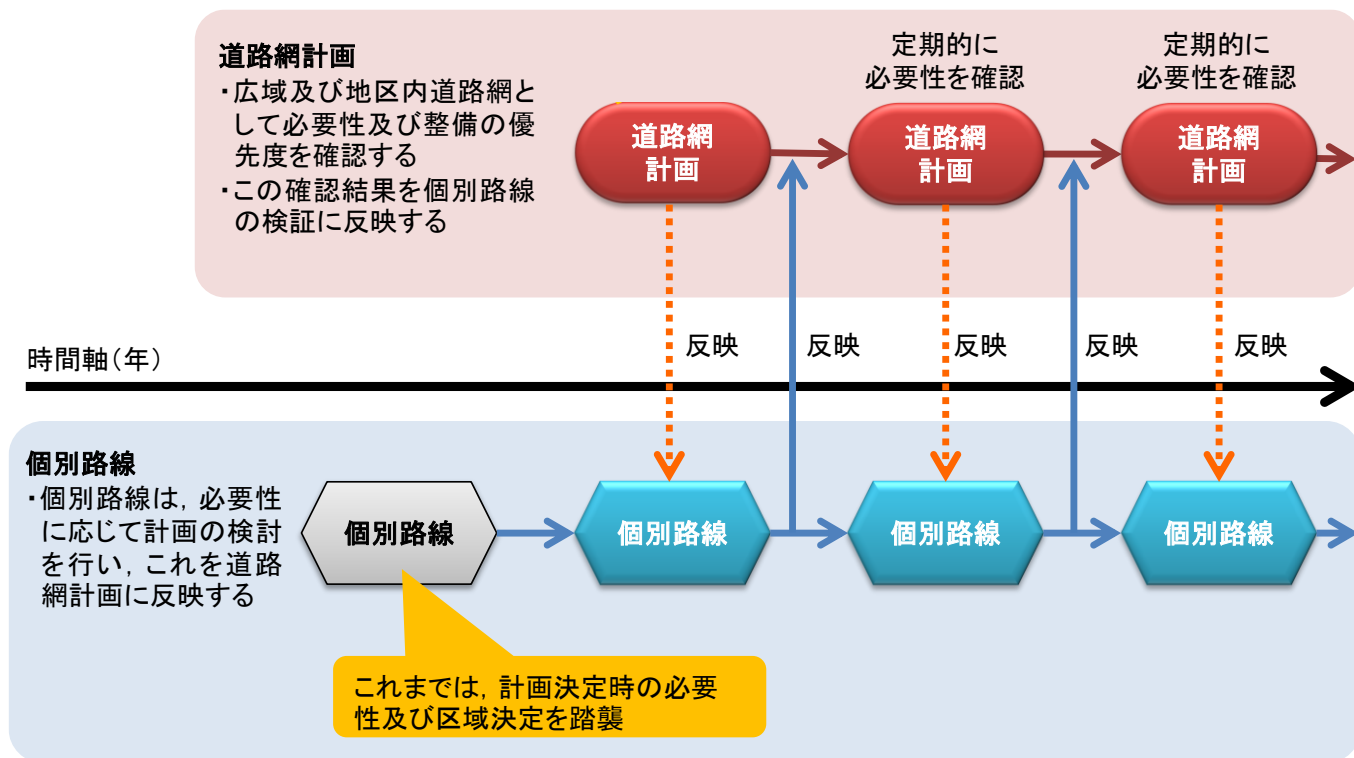 道路網計画
・広域及び地区内道路網と
して必要性及び整備の優
先度を確認する
・この確認結果を個別路線
の検証に反映する
定期的に
必要性を確認
定期的に
必要性を確認
道路網
計画
道路網
計画
道路網
計画
反映
反映
反映
反映
反映
時間軸(年)
個別路線
・個別路線は，必要性
に応じて計画の検討
を行い，これを道路
網計画に反映する
個別路線
個別路線
個別路線
個別路線
これまでは，計画決定時の必要
性及び区域決定を踏襲